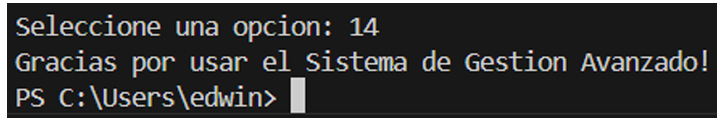 Seleccione una opcion: 14
Gracias por usar el Sistema de Gestion Avanzado!
PS C:\Users\edwin>